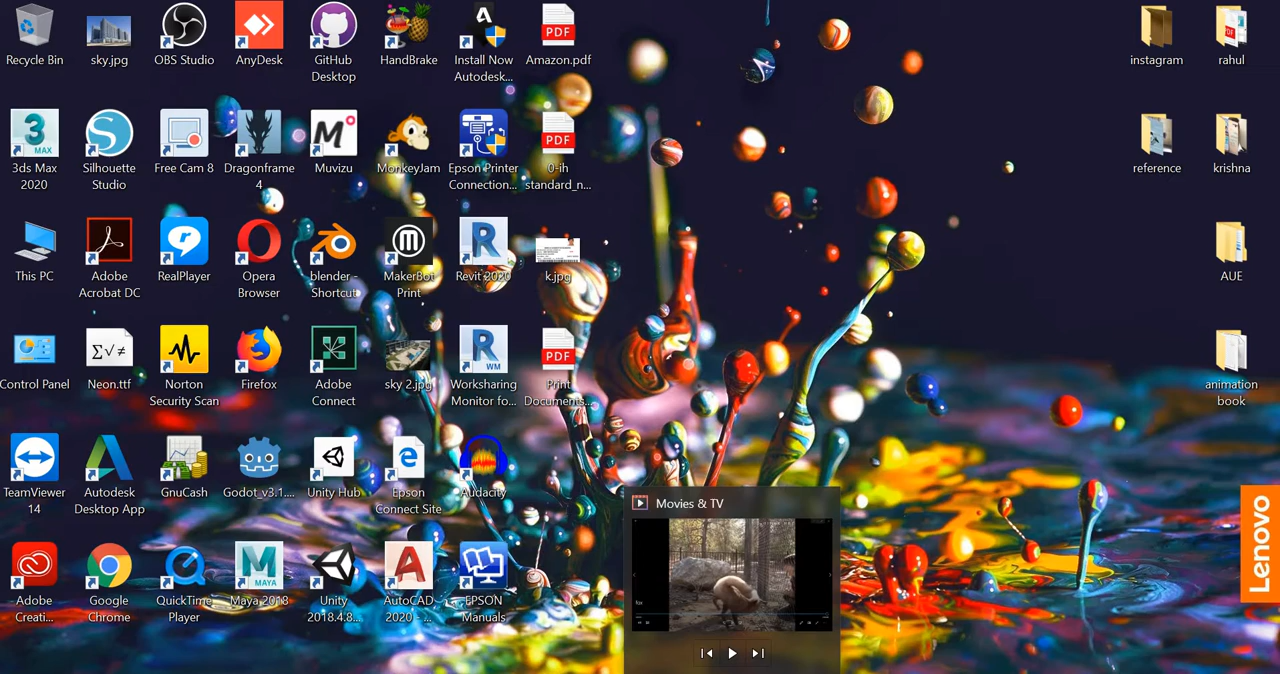 Recycle Bin
sky.jpg
OBS Studio
AnyDesk
GitHub
Desktop
HandBrake
Install Now
Autodesk...
PDF
Amazon.pdf
instagram
PDF
rahul
3
MAX
3ds Max
2020
Silhouette
Studio
Free Cam 8
Dragonframe
4
M
Muvizu
MonkeyJam
Epson Printer
Connection...
PDF
0-ih
standard_n...
reference
krishna
This PC
Adobe
Acrobat DC
RealPlayer
Opera
Browser
blender -
Shortcut
MakerBot
Print
R
Revit 2020
k.jpg
AUE
Control Panel
Σ√≠
Neon.ttf
Norton
Security Scan
Firefox
Adobe
Connect
sky 2.jpg
R
WM
Worksharing
Monitor fo...
PDF
Print
Documents...
animation
book
TeamViewer
14
Autodesk
Desktop App
GnuCash
Godot_v3.1....
Unity Hub
Epson
Connect Site
Audacity
Movies & TV
fox
Lenovo
Adobe
Creati...
Google
Chrome
QuickTime
Player
M
MAYA
Maya 2018
Unity
2018.4.8...
A
AutoCAD
2020 - ...
EPSON
Manuals